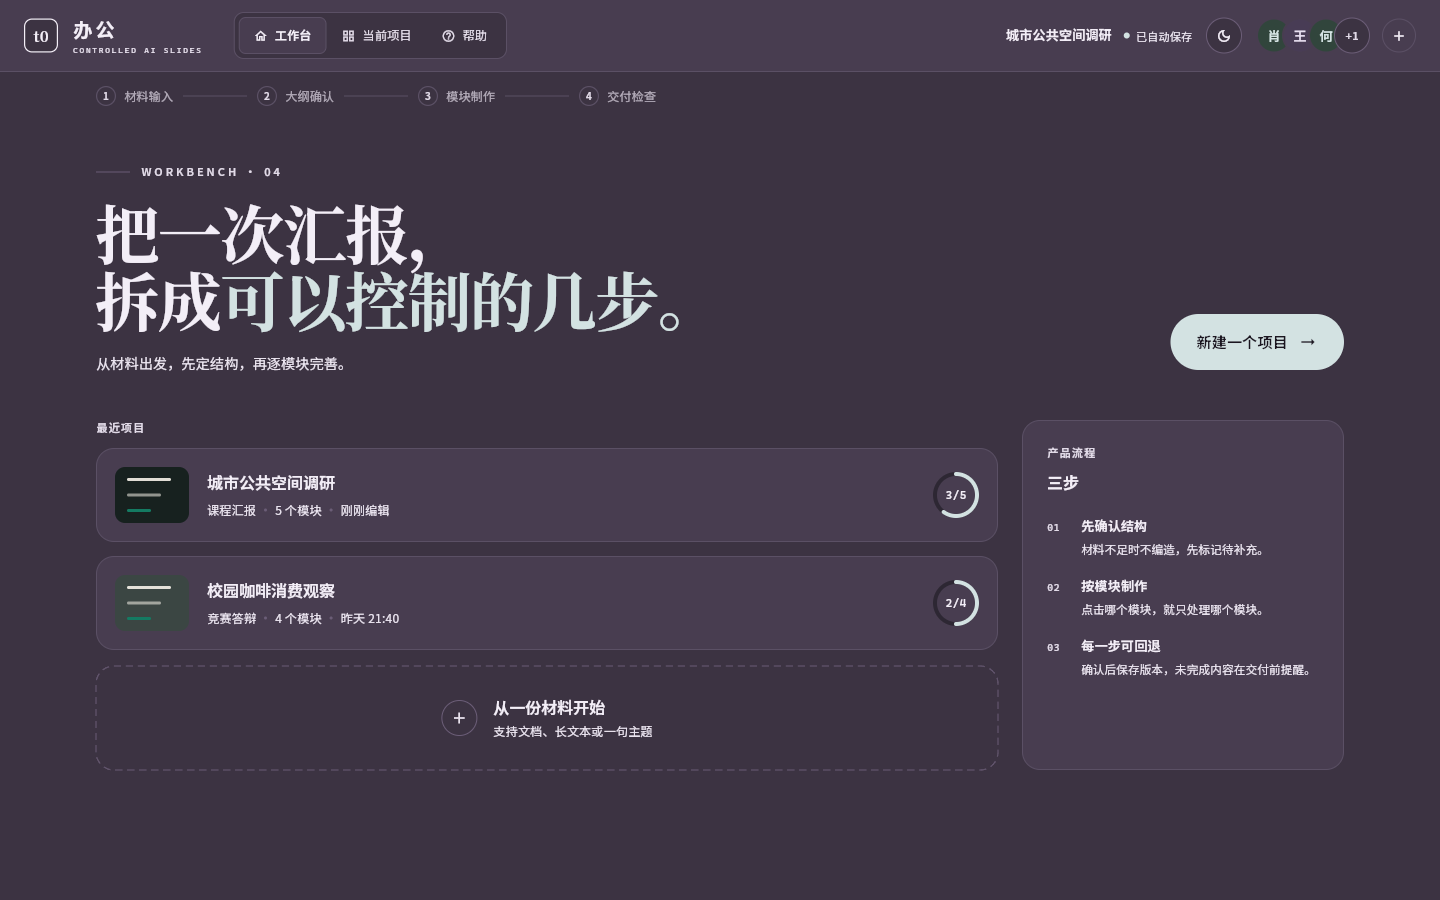 t0
办公
CONTROLLED AI SLIDES
工作台
当前项目
帮助
城市公共空间调研
已自动保存
肖
王
何
+1
1 材料输入
2 大纲确认
3 模块制作
4 交付检查
WORKBENCH · 04
把一次汇报,
拆成可以控制的几步。
从材料出发，先定结构，再逐模块完善。
新建一个项目 →
最近项目
城市公共空间调研
课程汇报 · 5 个模块 · 刚刚编辑
3/5
校园咖啡消费观察
竞赛答辩 · 4 个模块 · 昨天 21:40
2/4
从一份材料开始
支持文档、长文本或一句主题
产品流程
三步
01 先确认结构
材料不足时不编造，先标记待补充。
02 按模块制作
点击哪个模块，就只处理哪个模块。
03 每一步可回退
确认后保存版本，未完成内容在交付前提醒。